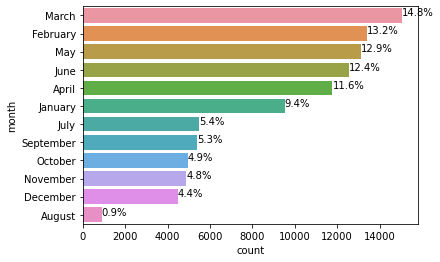 March 14.8%
February 13.2%
May 12.9%
June 12.4%
April 11.6%
January 9.4%
July 5.4%
September 5.3%
October 4.9%
November 4.8%
December 4.4%
August 0.9%
month
0 2000 4000 6000 8000 10000 12000 14000
count